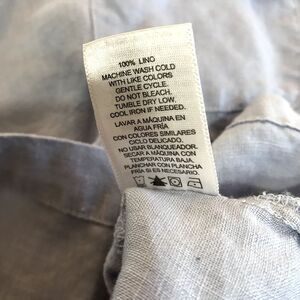 100% LINO
MACHINE WASH COLD
WITH LIKE COLORS
GENTLE CYCLE.
DO NOT BLEACH.
TUMBLE DRY LOW.
COOL IRON IF NEEDED.
LAVAR A MÁQUINA EN
AGUA FRÍA
CON COLORES SIMILARES
CICLO DELICADO.
NO USAR BLANQUEADOR.
SECAR A MÁQUINA CON
TEMPERATURA BAJA.
PLANCHAR CON PLANCHA
FRÍA SI ES NECESARIO.